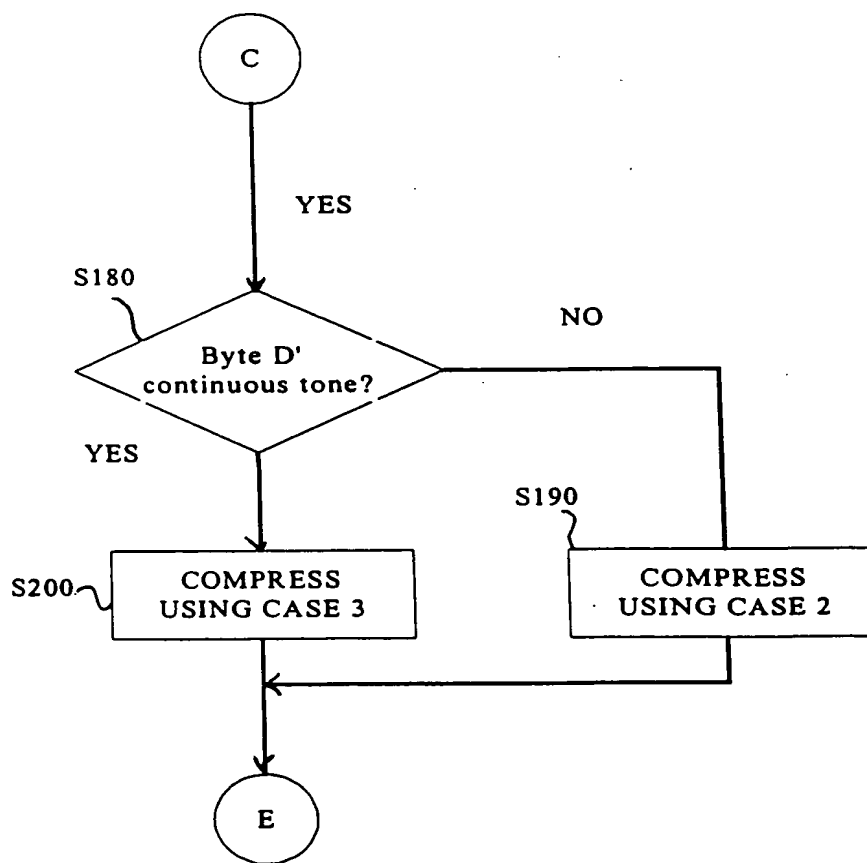 C
YES
S180
NO
Byte D'
continuous tone?
YES
S190
S200
COMPRESS
USING CASE 3
COMPRESS
USING CASE 2
E